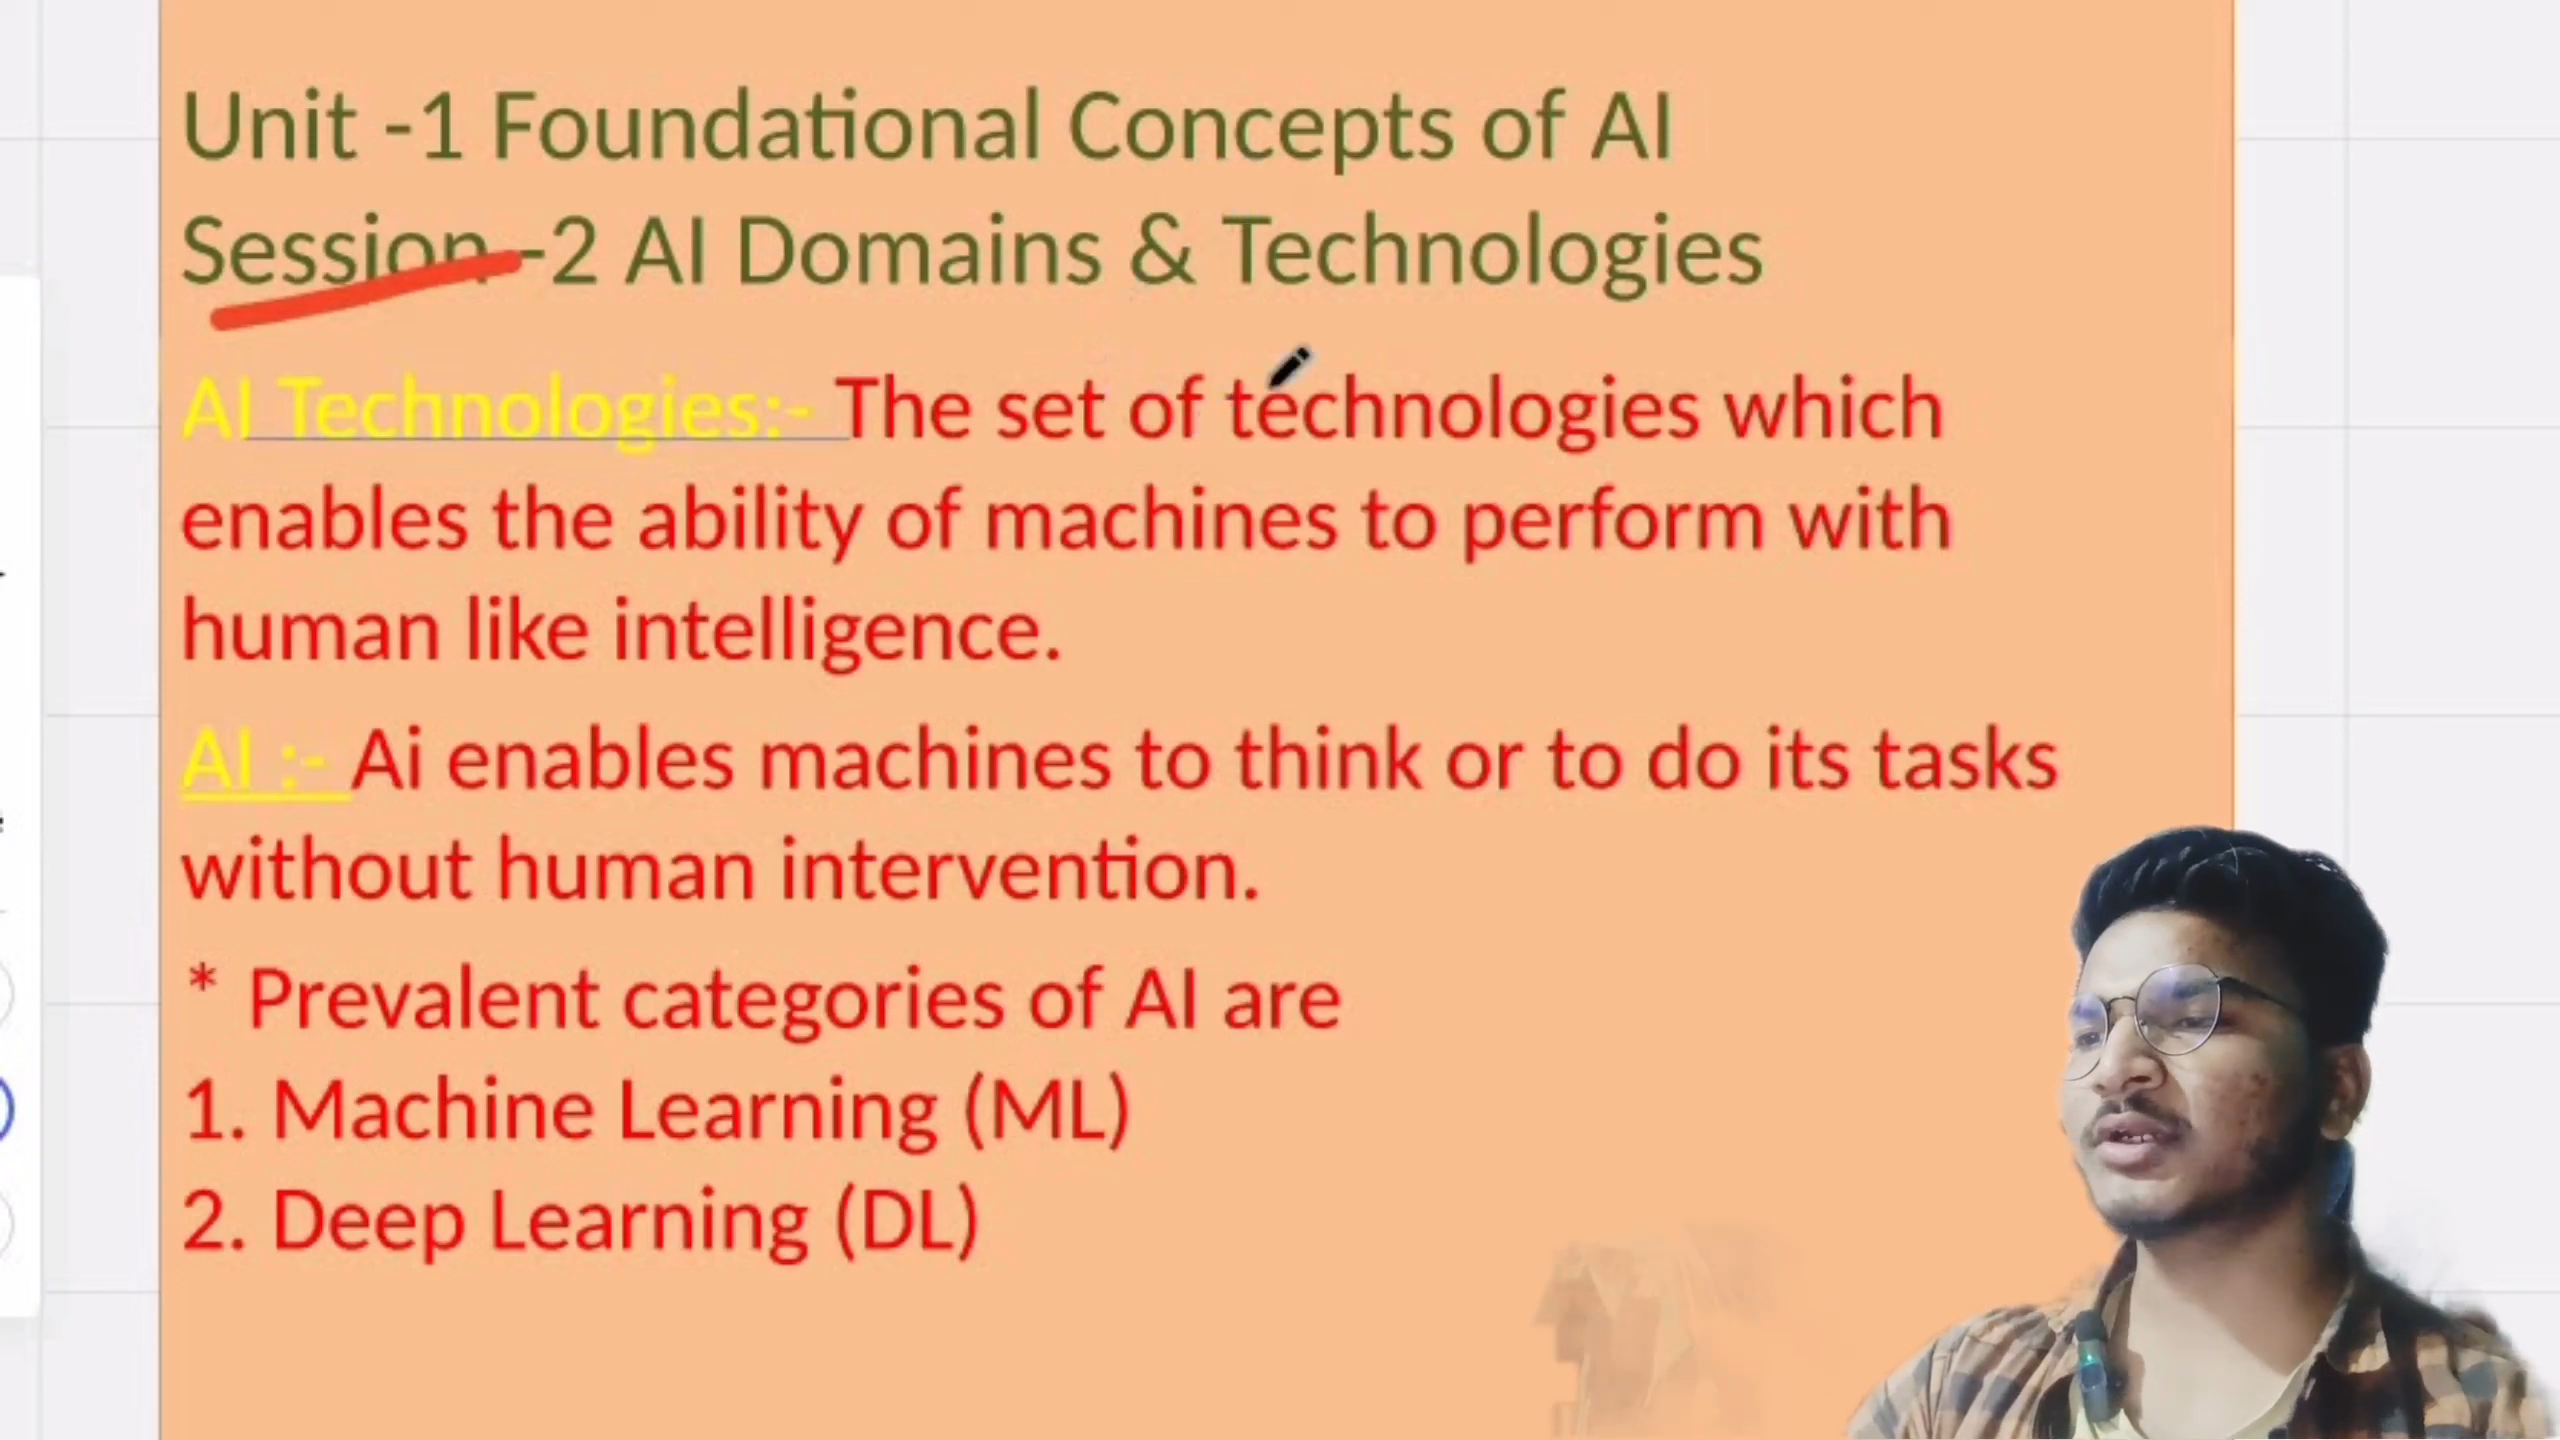 Unit -1 Foundational Concepts of AI
Session -2 AI Domains & Technologies
AI Technologies:- The set of technologies which
enables the ability of machines to perform with
human like intelligence.
AI :- Ai enables machines to think or to do its tasks
without human intervention.
* Prevalent categories of AI are
1. Machine Learning (ML)
2. Deep Learning (DL)